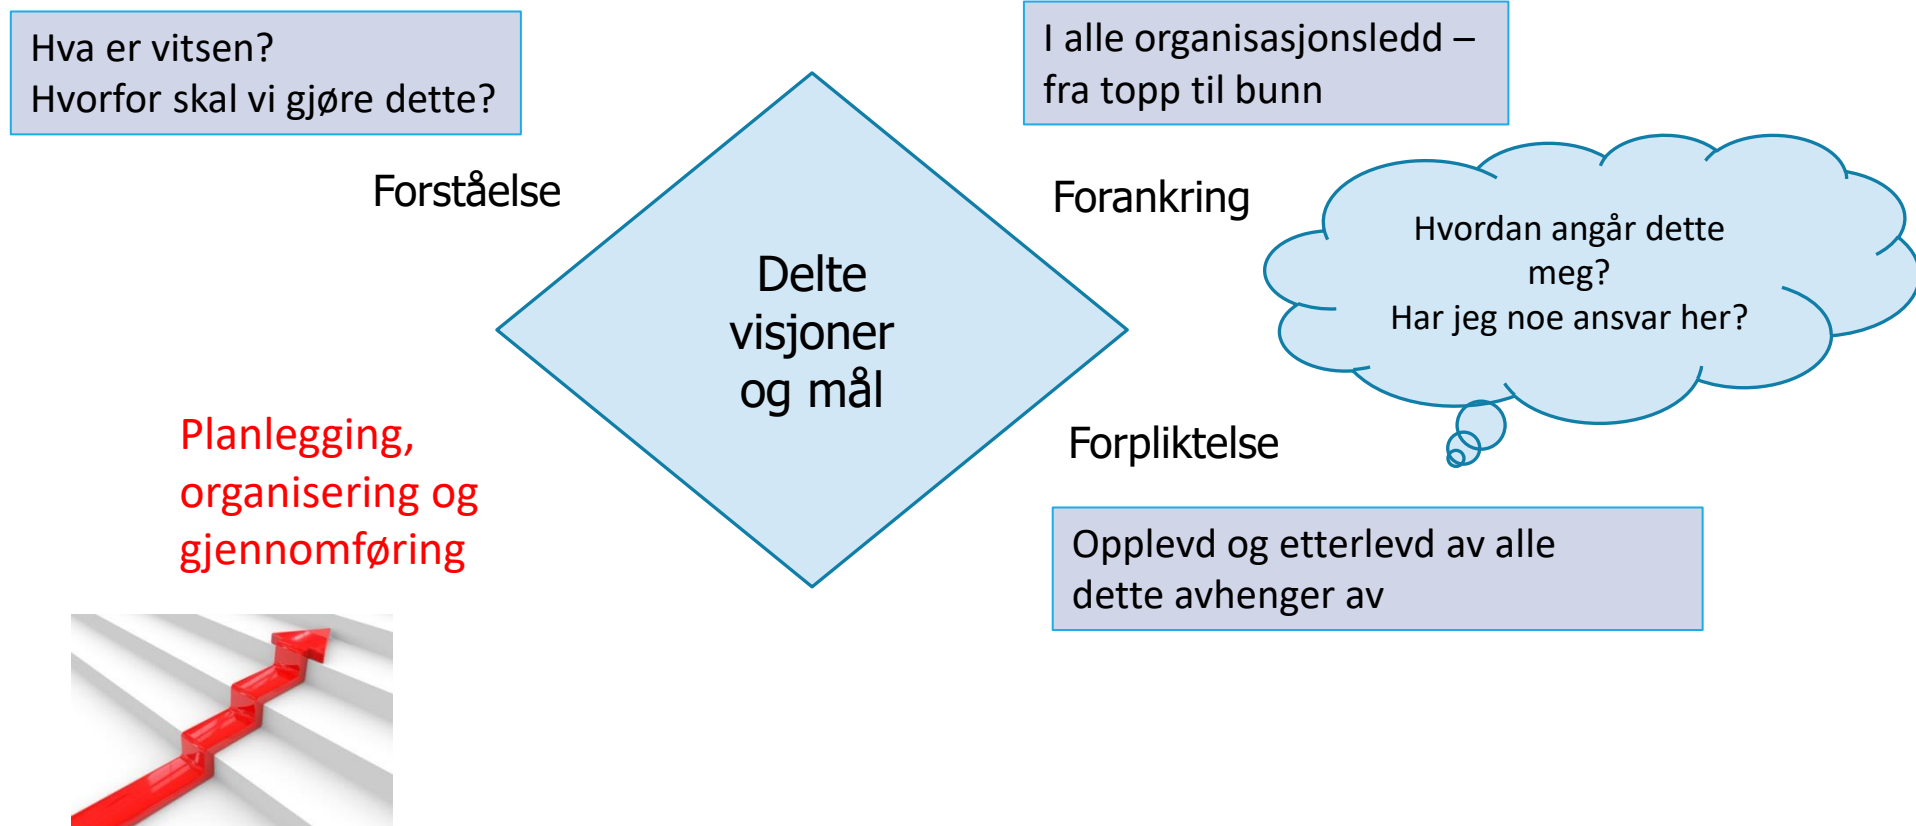 Hva er vitsen?
Hvorfor skal vi gjøre dette?
I alle organisasjonsledd –
fra topp til bunn
Forståelse
Forankring
Hvordan angår dette
meg?
Har jeg noe ansvar her?
Delte
visjoner
og mål
Planlegging,
organisering og
gjennomføring
Forpliktelse
Opplevd og etterlevd av alle
dette avhenger av